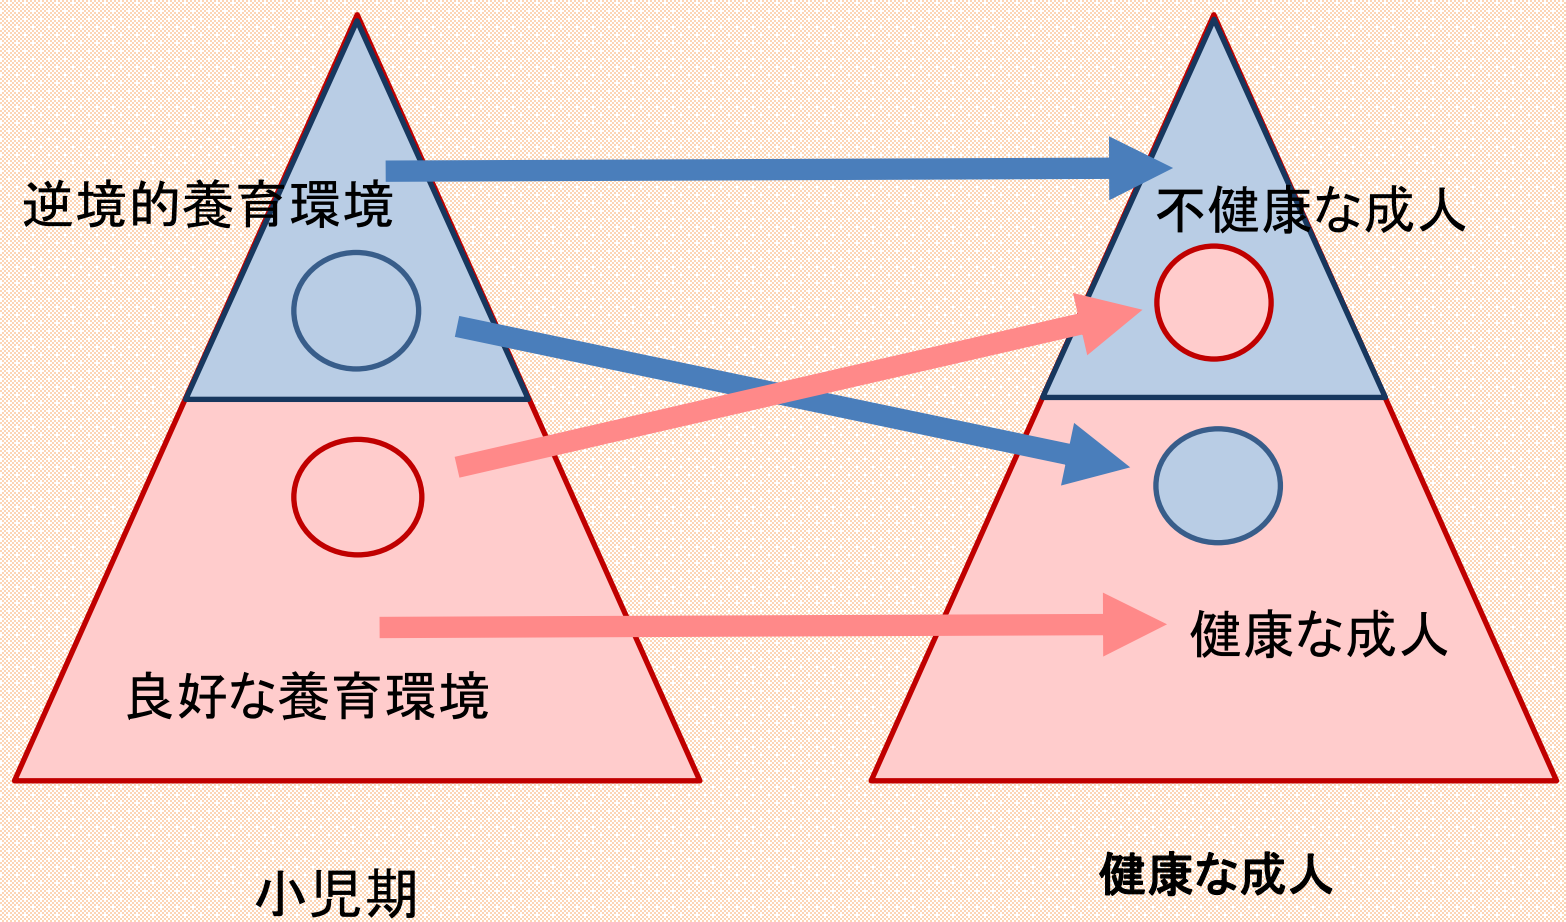 逆境的養育環境
不健康な成人
健康な成人
良好な養育環境
小児期
健康な成人